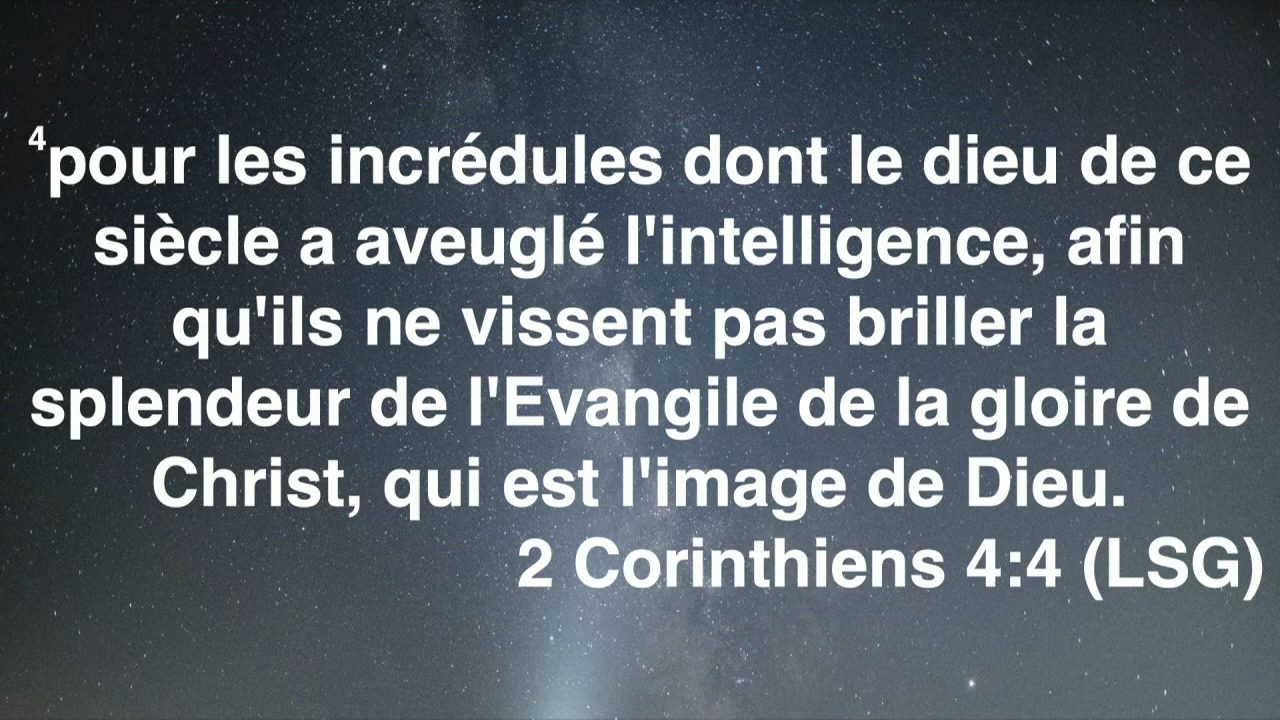 4pour les incrédules dont le dieu de ce
siècle a aveuglé l'intelligence, afin
qu'ils ne vissent pas briller la
splendeur de l'Evangile de la gloire de
Christ, qui est l'image de Dieu.
2 Corinthiens 4:4 (LSG)